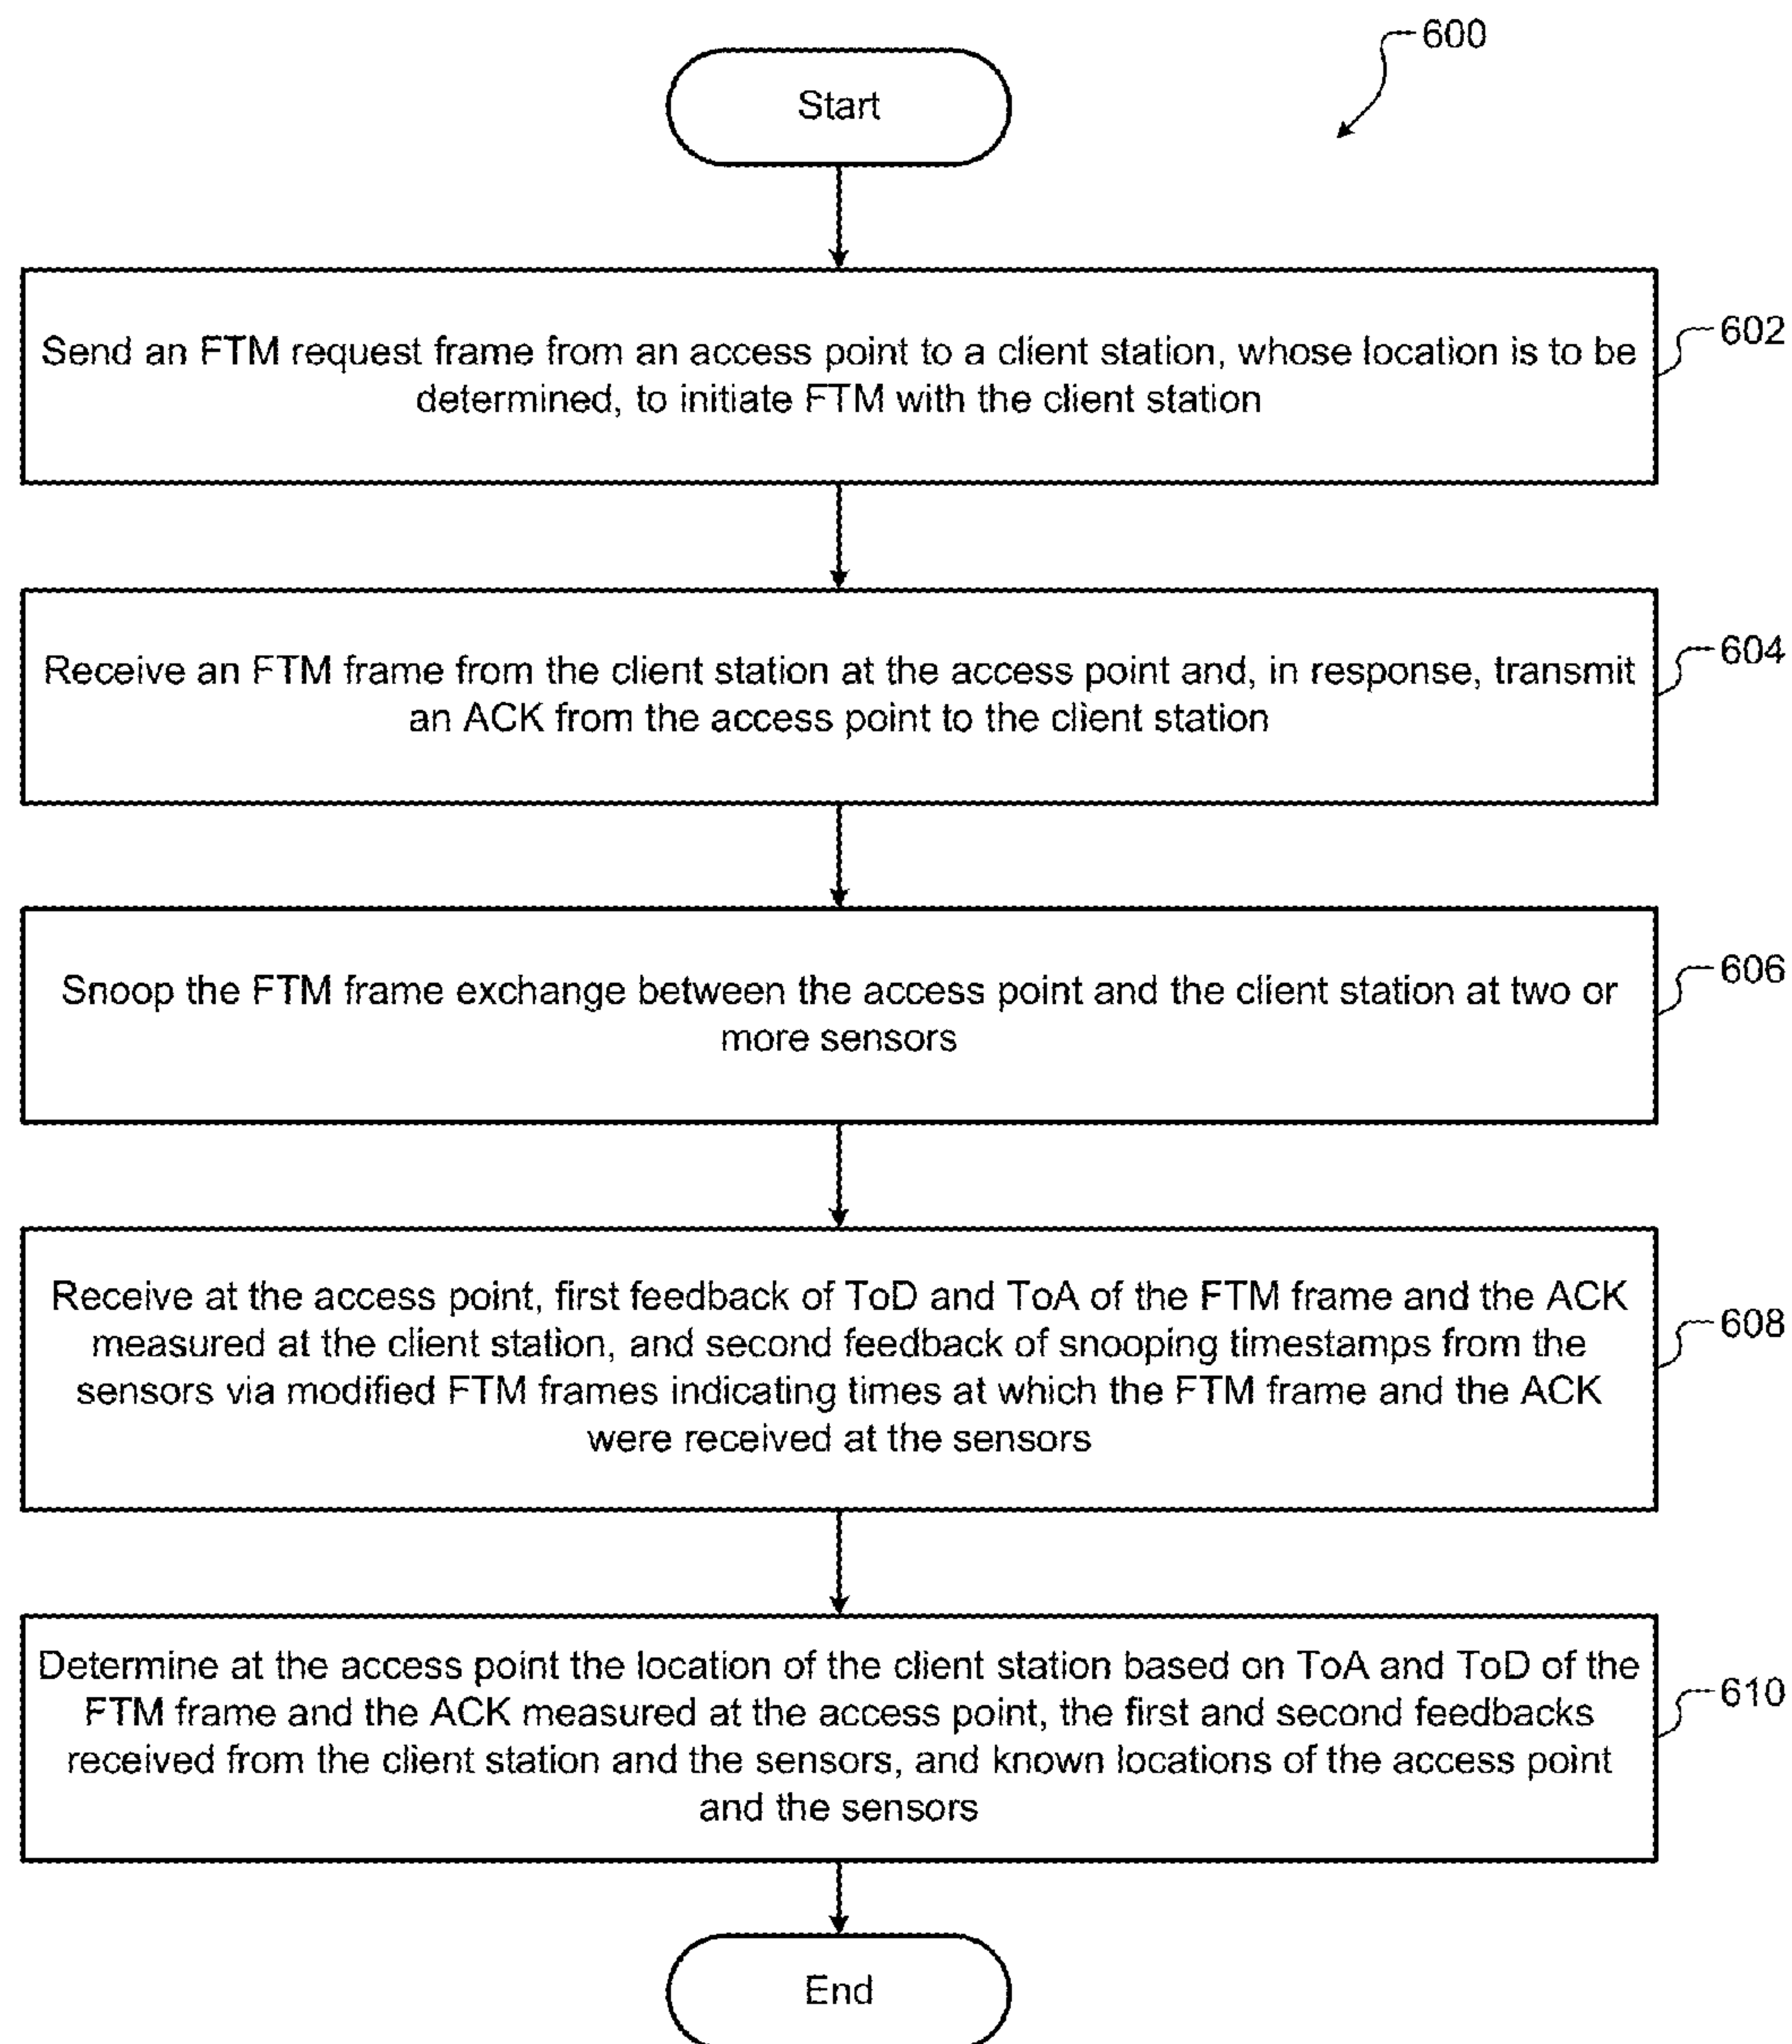 600
Start
Send an FTM request frame from an access point to a client station, whose location is to be
determined, to initiate FTM with the client station
602
Receive an FTM frame from the client station at the access point and, in response, transmit
an ACK from the access point to the client station
604
Snoop the FTM frame exchange between the access point and the client station at two or
more sensors
606
Receive at the access point, first feedback of ToD and ToA of the FTM frame and the ACK
measured at the client station, and second feedback of snooping timestamps from the
sensors via modified FTM frames indicating times at which the FTM frame and the ACK
were received at the sensors
608
Determine at the access point the location of the client station based on ToA and ToD of the
FTM frame and the ACK measured at the access point, the first and second feedbacks
received from the client station and the sensors, and known locations of the access point
and the sensors
610
End